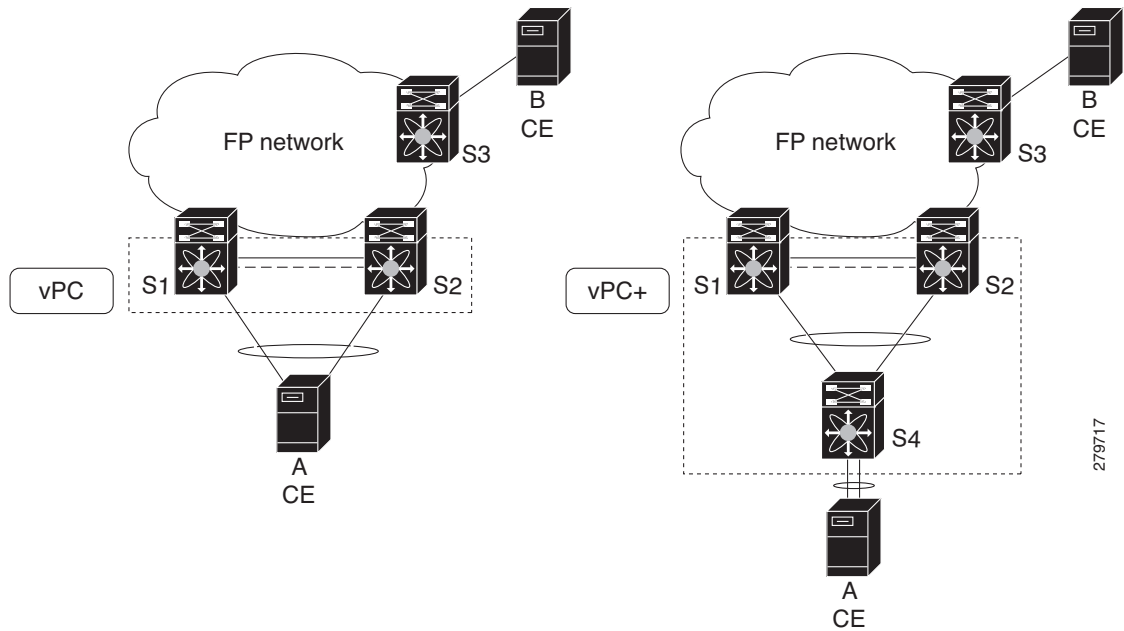 B
CE
FP network
S3
S1
S2
vPC
A
CE
B
CE
FP network
S3
S1
S2
vPC+
S4
A
CE
279717